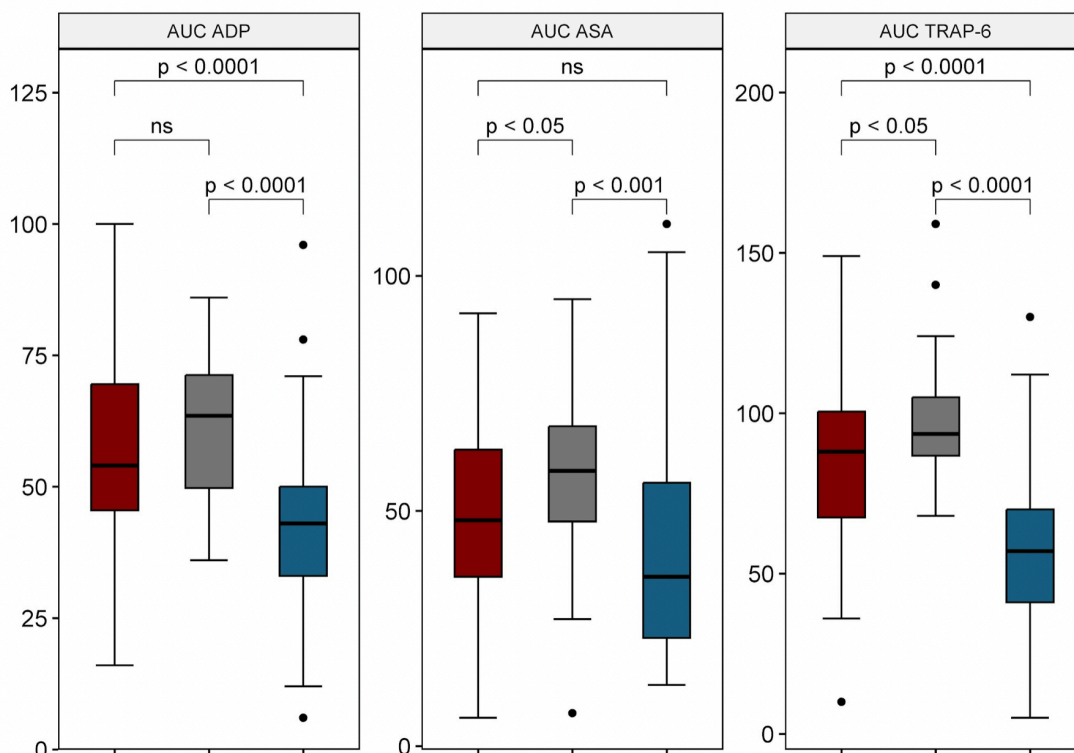 AUC ADP
p < 0.0001
ns
p < 0.0001
125
100
75
50
25
0
AUC ASA
ns
p < 0.05
p < 0.001
100
50
0
AUC TRAP-6
p < 0.0001
p < 0.05
p < 0.0001
200
150
100
50
0